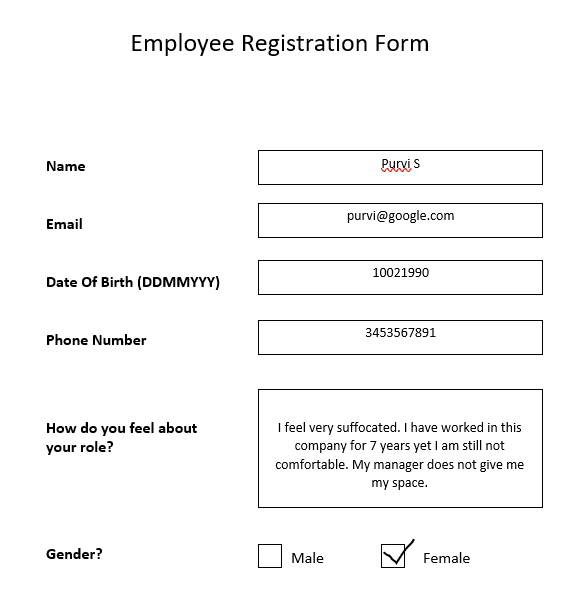 Employee Registration Form
Name
Purvi S
Email
purvi@google.com
Date Of Birth (DDMMYYY)
10021990
Phone Number
3453567891
How do you feel about
your role?
I feel very suffocated. I have worked in this
company for 7 years yet I am still not
comfortable. My manager does not give me
my space.
Gender?
Male
Female